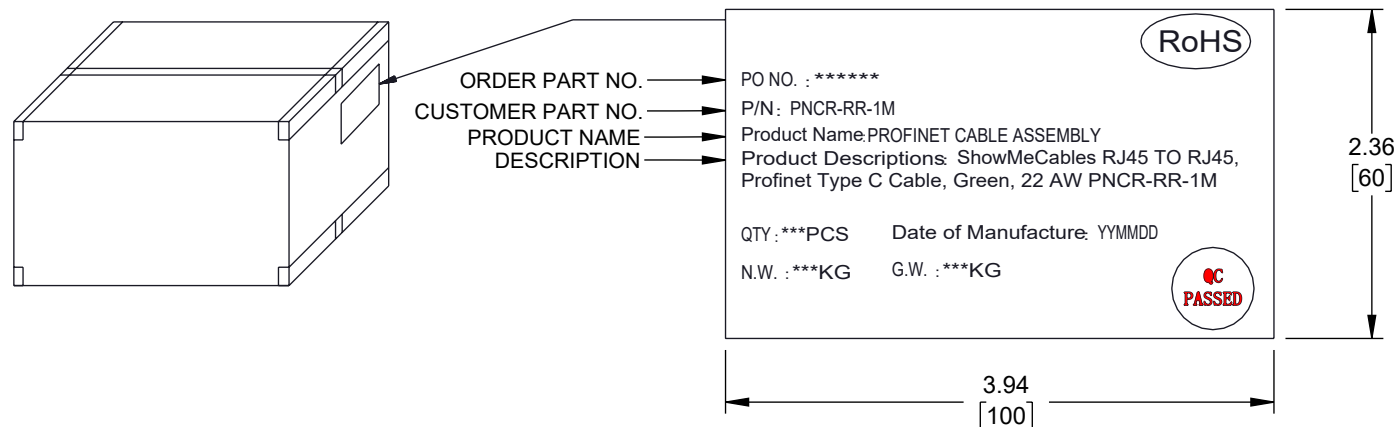 RoHS
ORDER PART NO.
PO NO. : ******
CUSTOMER PART NO.
P/N: PNCR-RR-1M
PRODUCT NAME
Product Name:PROFINET CABLE ASSEMBLY
DESCRIPTION
Product Descriptions: ShowMeCables RJ45 TO RJ45,
Profinet Type C Cable, Green, 22 AW PNCR-RR-1M
2.36
[60]
QTY : ***PCS Date of Manufacture: YYMMDD
N.W. : ***KG G.W. : ***KG
QC
PASSED
3.94
[100]